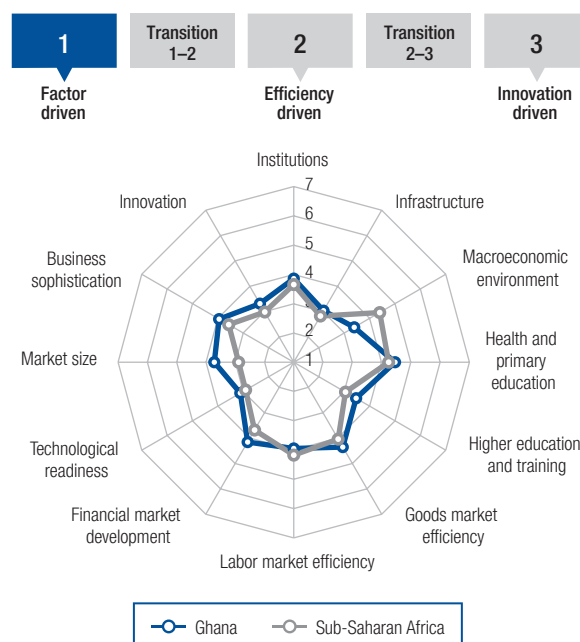 1
Transition
1–2
2
Transition
2–3
3
Factor
driven
Efficiency
driven
Innovation
driven
Institutions
Innovation
Infrastructure
Business
sophistication
Macroeconomic
environment
Market size
Health and
primary
education
Technological
readiness
Higher education
and training
Financial market
development
Goods market
efficiency
Labor market efficiency
7
6
5
4
3
2
1
Ghana
Sub-Saharan Africa